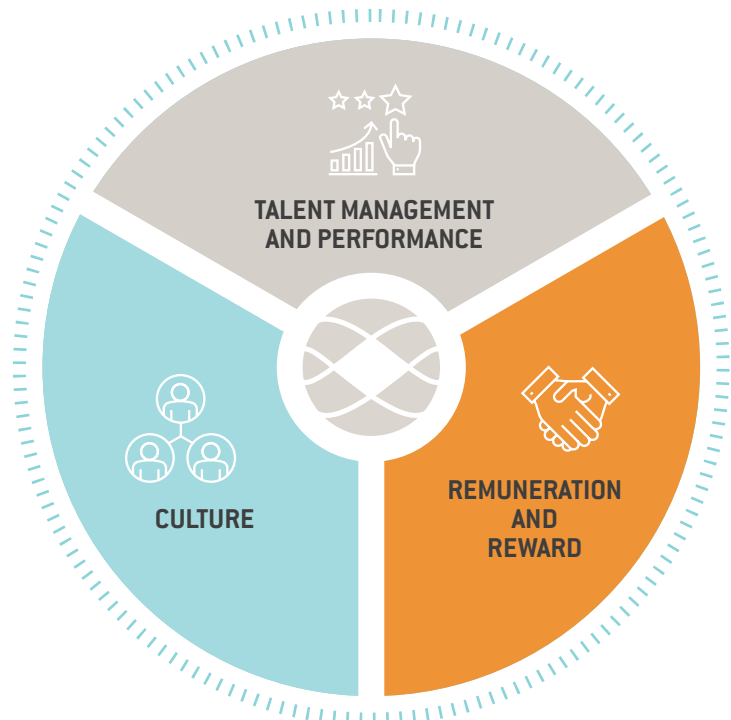 TALENT MANAGEMENT
AND PERFORMANCE
CULTURE
REMUNERATION
AND
REWARD